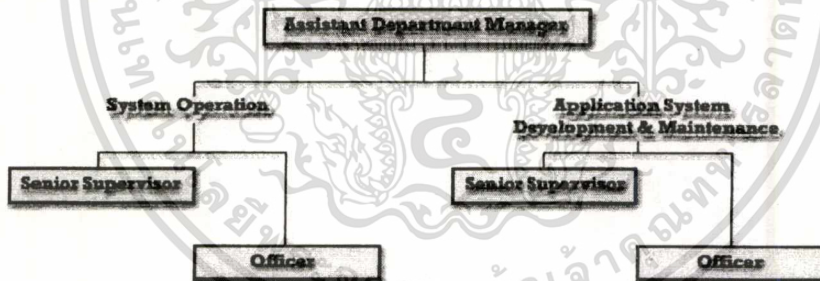 Assistant Department Manager
System Operation
Application System
Development & Maintenance
Senior Supervisor
Senior Supervisor
Officer
Officer